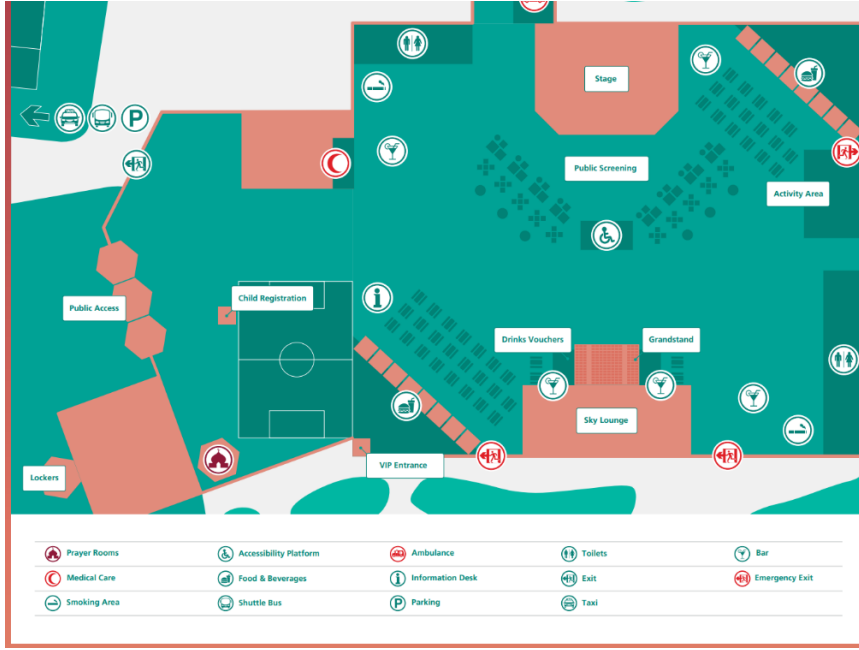 Stage
P
Public Screening
Activity Area
Child Registration
Public Access
Drinks Vouchers
Grandstand
Sky Lounge
VIP Entrance
Lockers
Prayer Rooms
Accessibility Platform
Ambulance
Toilets
Bar
Medical Care
Food & Beverages
Information Desk
Exit
Emergency Exit
Smoking Area
Shuttle Bus
P Parking
Taxi